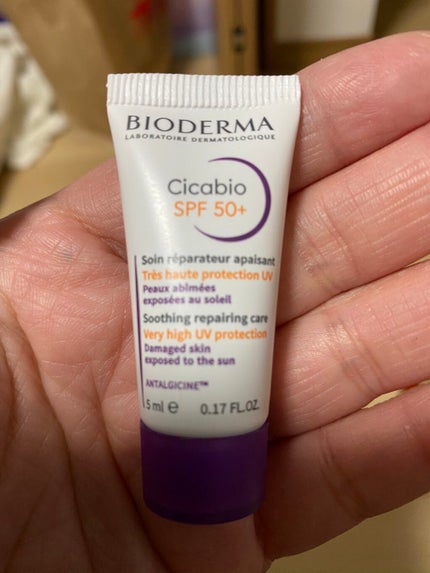 BIODERMA
LABORATOIRE DERMATOLOGIQUE
Cicabio
SPF 50+
Soin réparateur apaisant
Très haute protection UV
Peaux abîmées
exposées au soleil
Soothing repairing care
Very high UV protection
Damaged skin
exposed to the sun
ANTALGICINE™
5 ml ℮ 0.17 FL.OZ.